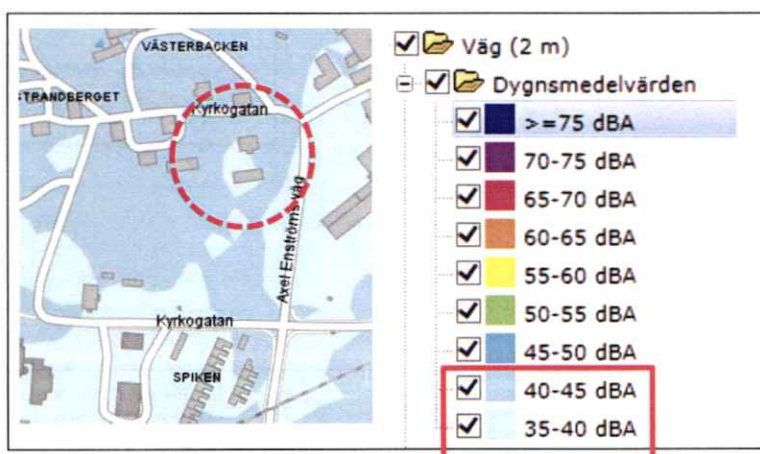 VÄSTERBACKEN
STRANDBERGET
Kyrkogatan
Axel Enströms väg
Kyrkogatan
SPIKEN
Väg (2 m)
Dygnsmedelvärden
>=75 dBA
70-75 dBA
65-70 dBA
60-65 dBA
55-60 dBA
50-55 dBA
45-50 dBA
40-45 dBA
35-40 dBA